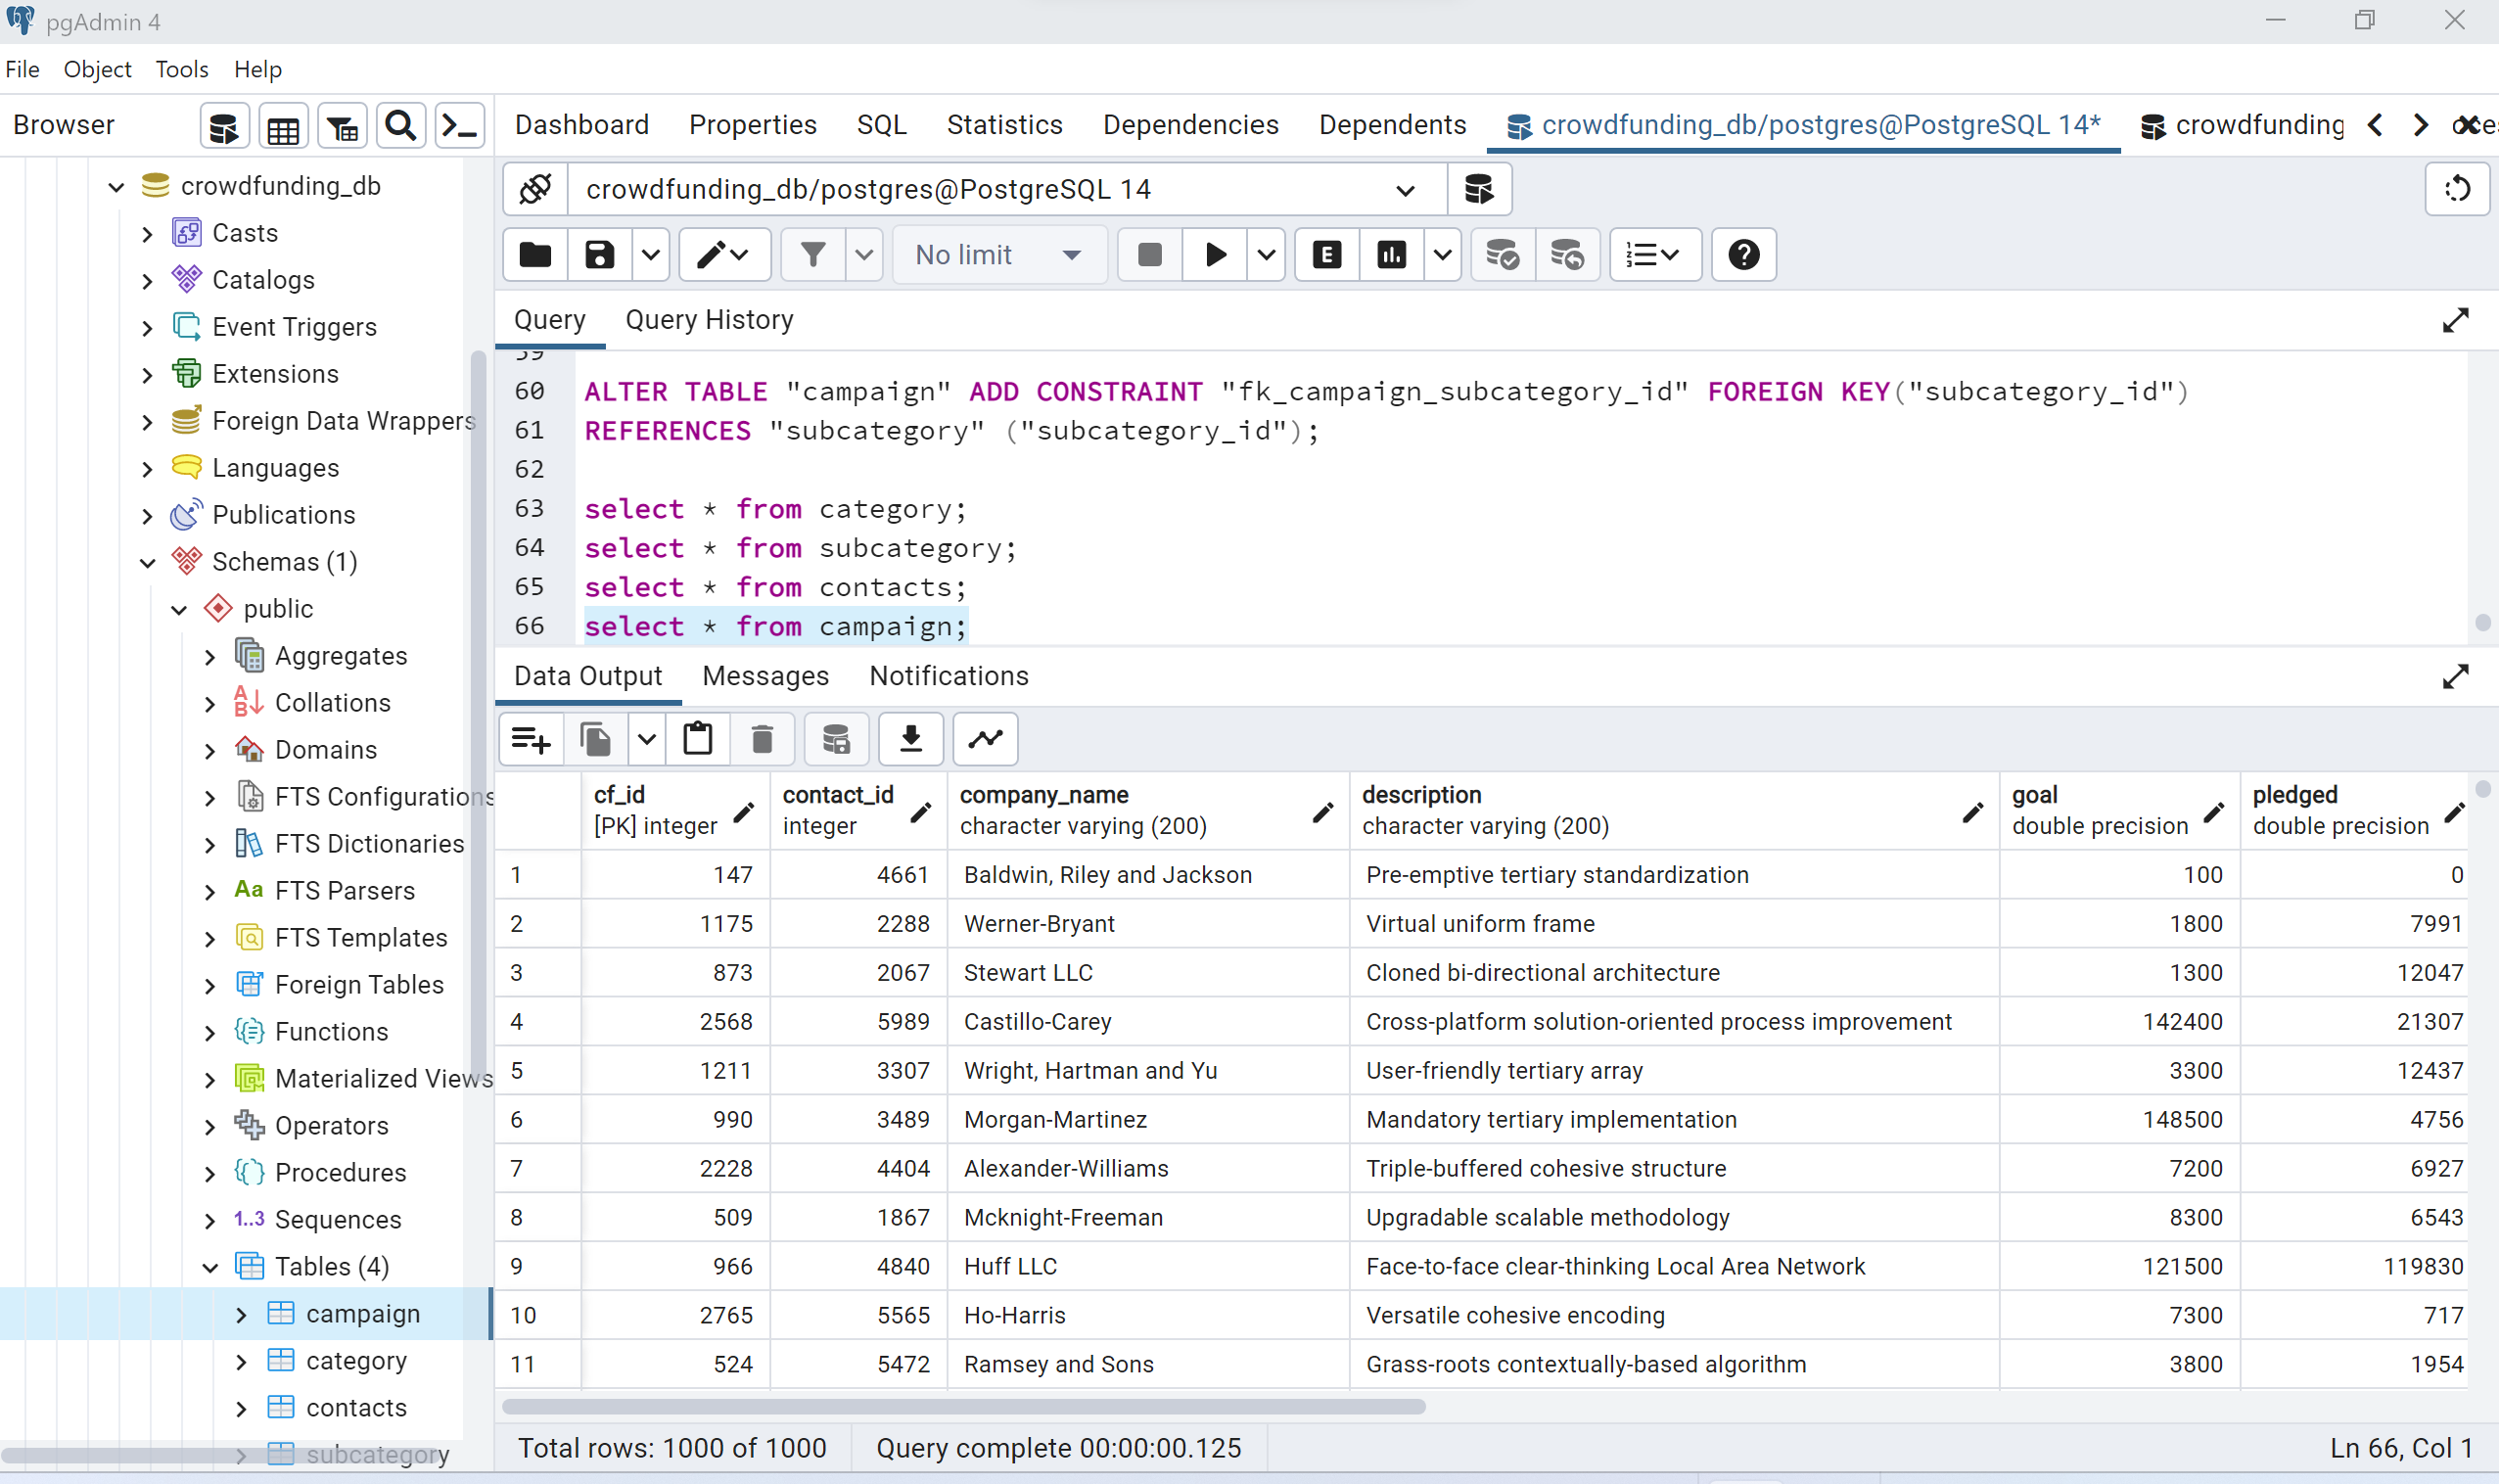 pgAdmin 4
File Object Tools Help
Browser
Dashboard Properties SQL Statistics Dependencies Dependents crowdfunding_db/postgres@PostgreSQL 14* crowdfunding
crowdfunding_db
Casts
Catalogs
Event Triggers
Extensions
Foreign Data Wrappers
Languages
Publications
Schemas (1)
public
Aggregates
Collations
Domains
FTS Configurations
FTS Dictionaries
Aa FTS Parsers
FTS Templates
Foreign Tables
Functions
Materialized Views
Operators
Procedures
1..3 Sequences
Tables (4)
campaign
category
contacts
subcategory
crowdfunding_db/postgres@PostgreSQL 14
No limit
E
Query Query History
59
60 ALTER TABLE "campaign" ADD CONSTRAINT "fk_campaign_subcategory_id" FOREIGN KEY("subcategory_id")
61 REFERENCES "subcategory" ("subcategory_id");
62
63 select * from category;
64 select * from subcategory;
65 select * from contacts;
66 select * from campaign;
Data Output Messages Notifications
cf_id contact_id company_name description goal pledged
[PK] integer integer character varying (200) character varying (200) double precision double precision
1 147 4661 Baldwin, Riley and Jackson Pre-emptive tertiary standardization 100 0
2 1175 2288 Werner-Bryant Virtual uniform frame 1800 7991
3 873 2067 Stewart LLC Cloned bi-directional architecture 1300 12047
4 2568 5989 Castillo-Carey Cross-platform solution-oriented process improvement 142400 21307
5 1211 3307 Wright, Hartman and Yu User-friendly tertiary array 3300 12437
6 990 3489 Morgan-Martinez Mandatory tertiary implementation 148500 4756
7 2228 4404 Alexander-Williams Triple-buffered cohesive structure 7200 6927
8 509 1867 Mcknight-Freeman Upgradable scalable methodology 8300 6543
9 966 4840 Huff LLC Face-to-face clear-thinking Local Area Network 121500 119830
10 2765 5565 Ho-Harris Versatile cohesive encoding 7300 717
11 524 5472 Ramsey and Sons Grass-roots contextually-based algorithm 3800 1954
Total rows: 1000 of 1000 Query complete 00:00:00.125 Ln 66, Col 1